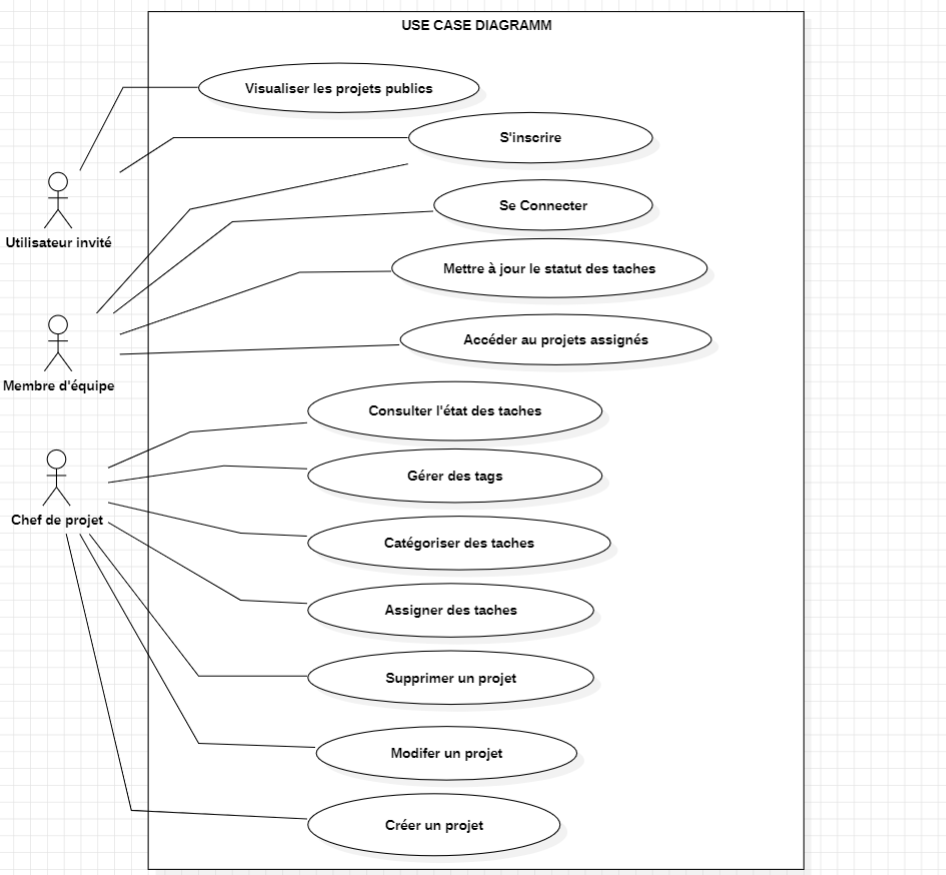 USE CASE DIAGRAMM
Visualiser les projets publics
S'inscrire
Se Connecter
Utilisateur invité
Mettre à jour le statut des taches
Accéder au projets assignés
Membre d'équipe
Consulter l'état des taches
Gérer des tags
Chef de projet
Catégoriser des taches
Assigner des taches
Supprimer un projet
Modifer un projet
Créer un projet